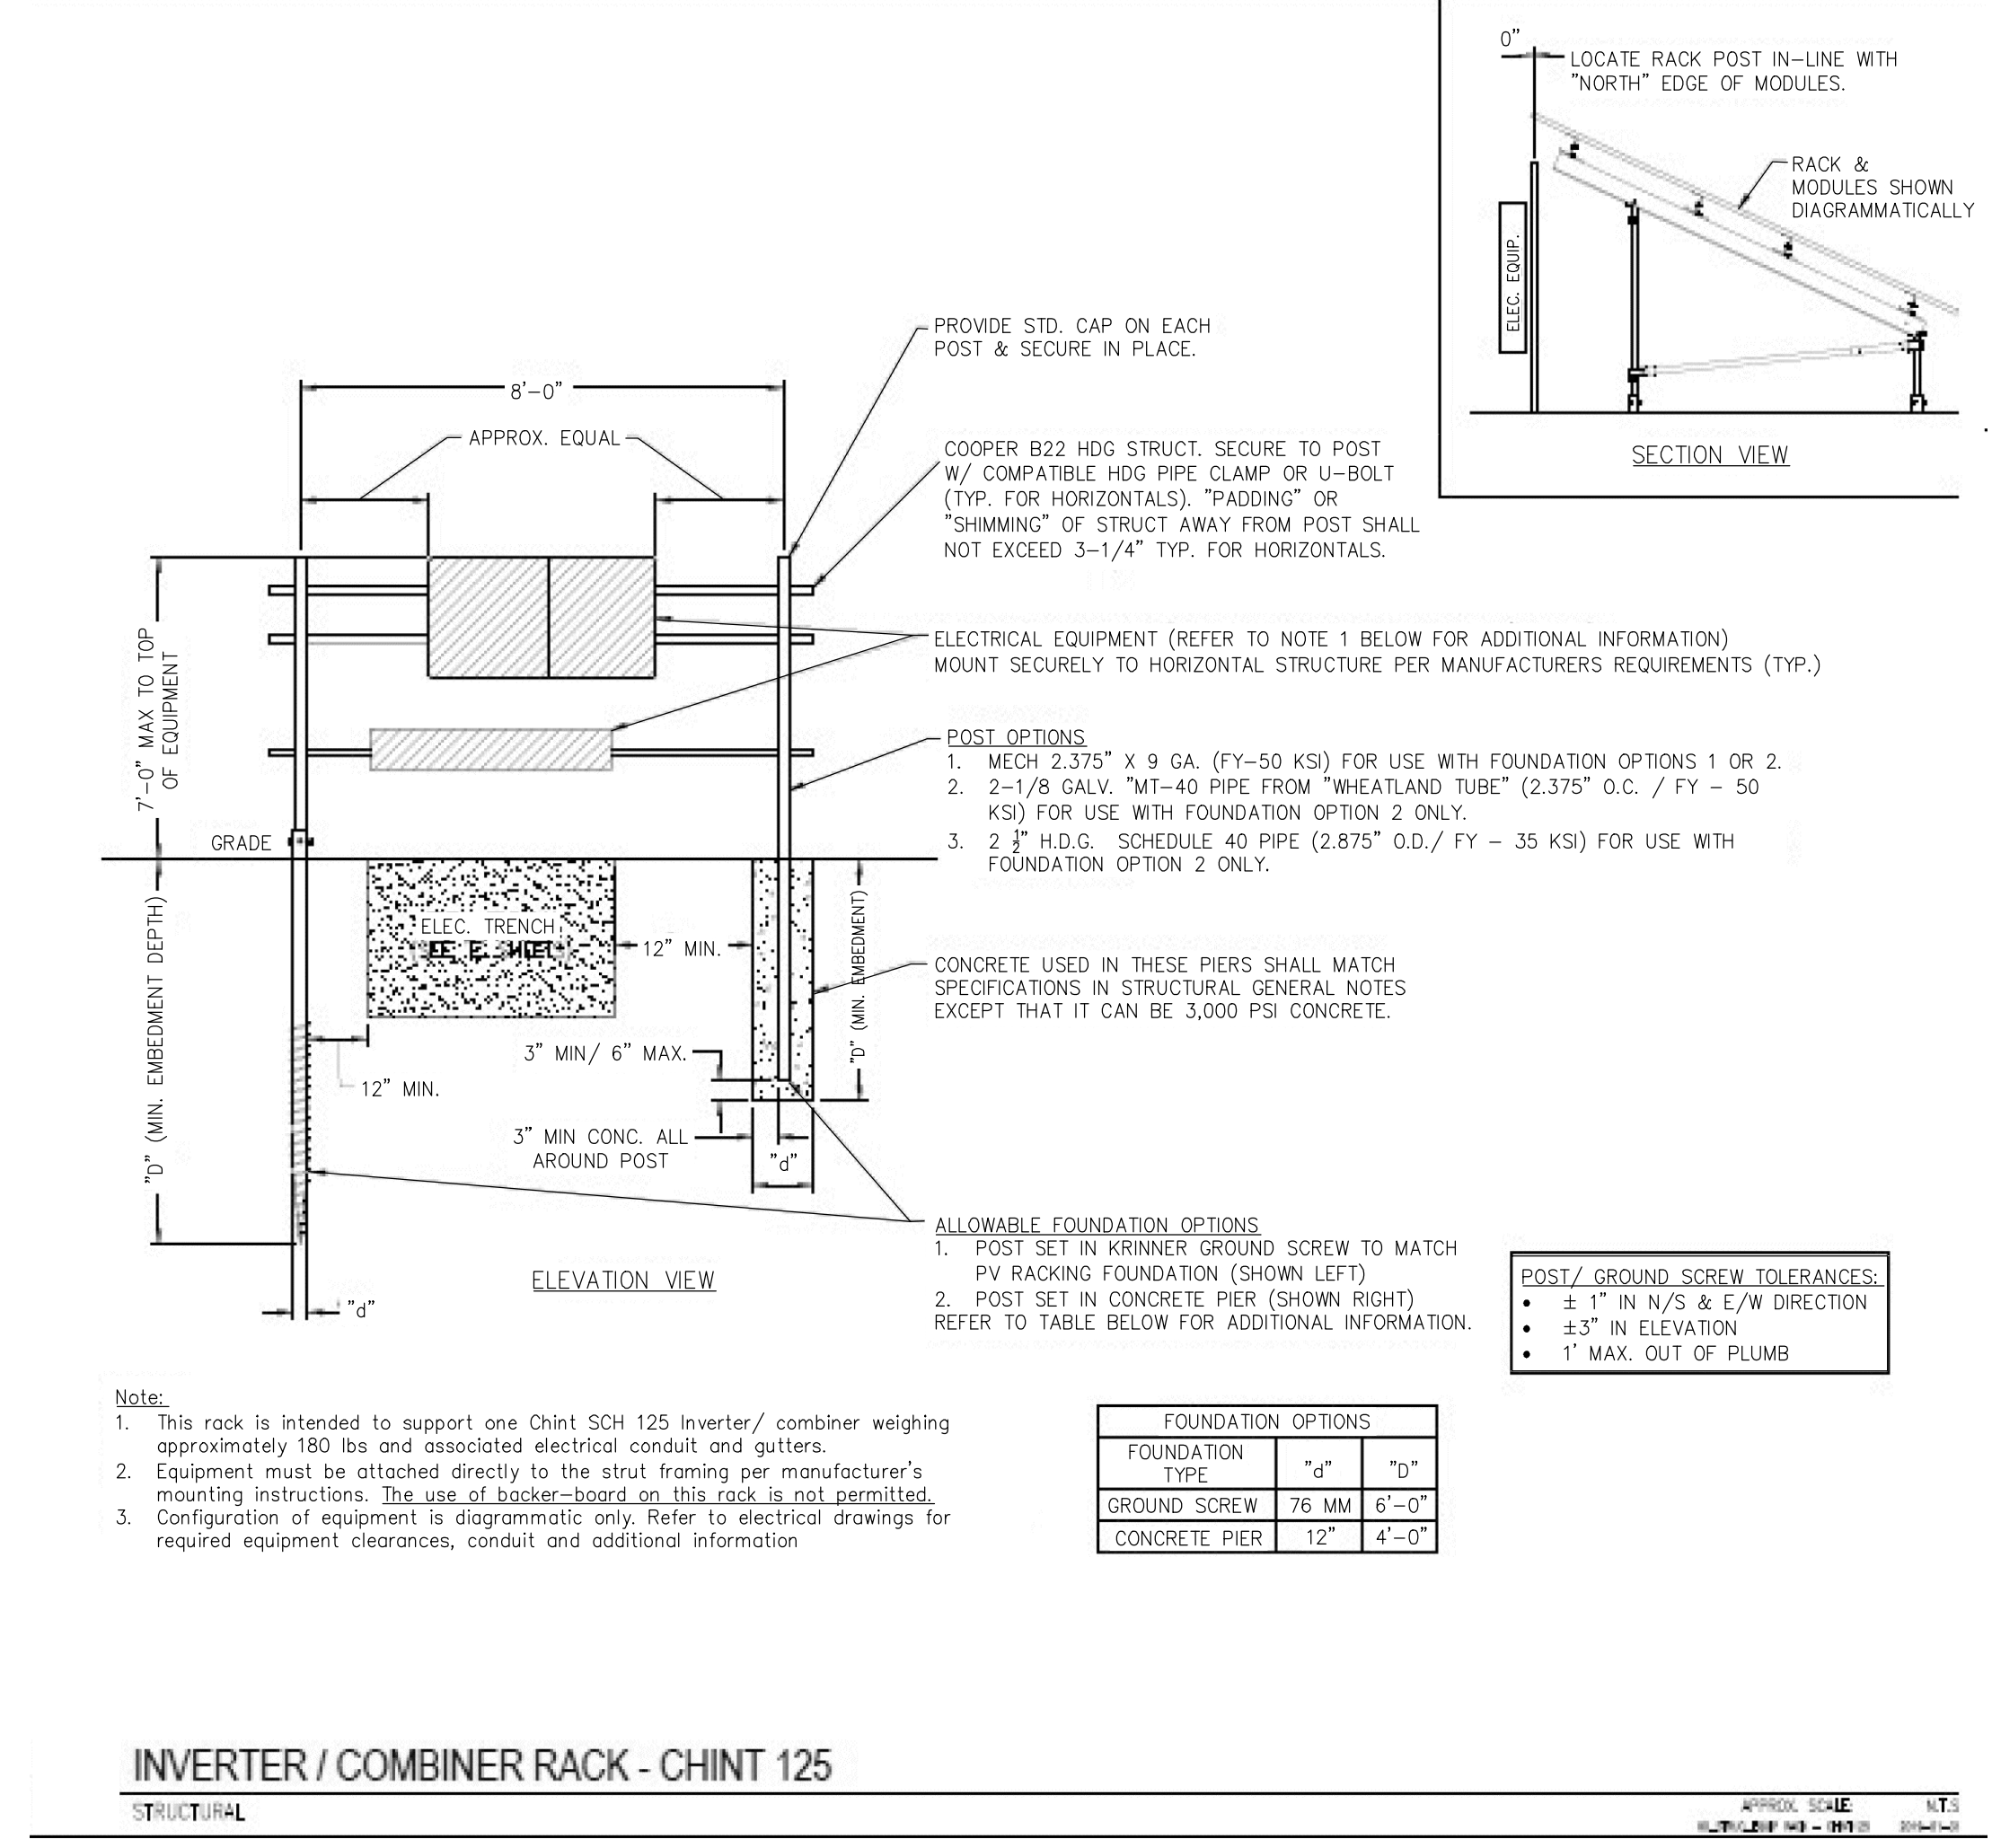 0"
LOCATE RACK POST IN-LINE WITH
"NORTH" EDGE OF MODULES.
RACK &
MODULES SHOWN
DIAGRAMMATICALLY
ELEC. EQUIP.
SECTION VIEW
PROVIDE STD. CAP ON EACH
POST & SECURE IN PLACE.
8'-0"
APPROX. EQUAL
COOPER B22 HDG STRUCT. SECURE TO POST
W/ COMPATIBLE HDG PIPE CLAMP OR U-BOLT
(TYP. FOR HORIZONTALS). "PADDING" OR
"SHIMMING" OF STRUCT AWAY FROM POST SHALL
NOT EXCEED 3-1/4" TYP. FOR HORIZONTALS.
7'-0" MAX TO TOP
OF EQUIPMENT
ELECTRICAL EQUIPMENT (REFER TO NOTE 1 BELOW FOR ADDITIONAL INFORMATION)
MOUNT SECURELY TO HORIZONTAL STRUCTURE PER MANUFACTURERS REQUIREMENTS (TYP.)
POST OPTIONS
1. MECH 2.375" X 9 GA. (FY-50 KSI) FOR USE WITH FOUNDATION OPTIONS 1 OR 2.
2. 2-1/8 GALV. "MT-40 PIPE FROM "WHEATLAND TUBE" (2.375" O.C. / FY - 50
KSI) FOR USE WITH FOUNDATION OPTION 2 ONLY.
3. 2 ½" H.D.G. SCHEDULE 40 PIPE (2.875" O.D./ FY - 35 KSI) FOR USE WITH
FOUNDATION OPTION 2 ONLY.
GRADE
"D" (MIN. EMBEDMENT DEPTH)
ELEC. TRENCH
12" MIN.
"D" (MIN. EMBEDMENT)
CONCRETE USED IN THESE PIERS SHALL MATCH
SPECIFICATIONS IN STRUCTURAL GENERAL NOTES
EXCEPT THAT IT CAN BE 3,000 PSI CONCRETE.
3" MIN/ 6" MAX.
12" MIN.
3" MIN CONC. ALL
AROUND POST
"d"
ALLOWABLE FOUNDATION OPTIONS
1. POST SET IN KRINNER GROUND SCREW TO MATCH
PV RACKING FOUNDATION (SHOWN LEFT)
2. POST SET IN CONCRETE PIER (SHOWN RIGHT)
REFER TO TABLE BELOW FOR ADDITIONAL INFORMATION.
ELEVATION VIEW
"d"
POST/ GROUND SCREW TOLERANCES:
• ± 1" IN N/S & E/W DIRECTION
• ±3" IN ELEVATION
• 1' MAX. OUT OF PLUMB
Note:
1. This rack is intended to support one Chint SCH 125 Inverter/ combiner weighing
approximately 180 lbs and associated electrical conduit and gutters.
2. Equipment must be attached directly to the strut framing per manufacturer's
mounting instructions. The use of backer-board on this rack is not permitted.
3. Configuration of equipment is diagrammatic only. Refer to electrical drawings for
required equipment clearances, conduit and additional information
FOUNDATION OPTIONS
FOUNDATION TYPE "d" "D"
GROUND SCREW 76 MM 6'-0"
CONCRETE PIER 12" 4'-0"
INVERTER / COMBINER RACK - CHINT 125
STRUCTURAL
APPROX. SCALE: N.T.S